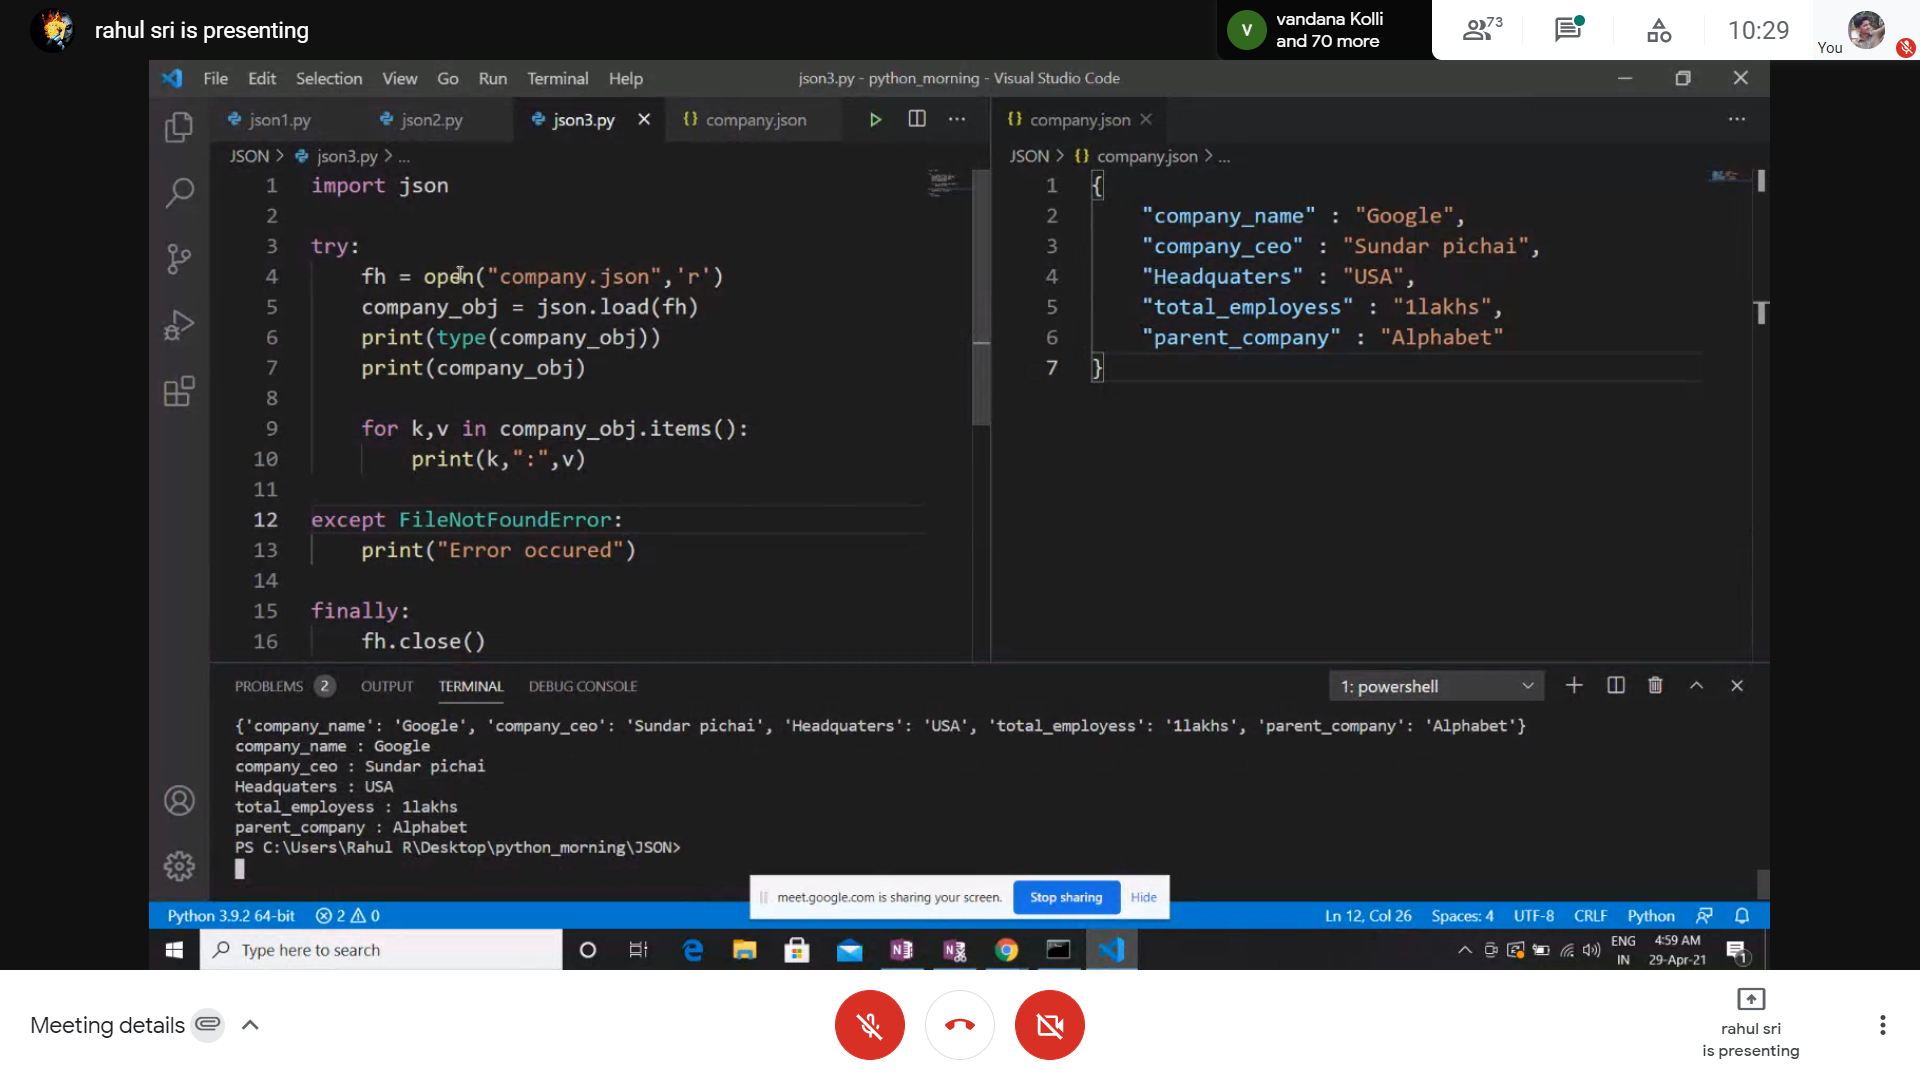 rahul sri is presenting
V
vandana Kolli
and 70 more
73
10:29
You
File Edit Selection View Go Run Terminal Help
json3.py - python_morning - Visual Studio Code
json1.py json2.py json3.py company.json
company.json
JSON > json3.py > ...
JSON > {} company.json > ...
1 import json
2
3 try:
4 fh = open("company.json",'r')
5 company_obj = json.load(fh)
6 print(type(company_obj))
7 print(company_obj)
8
9 for k,v in company_obj.items():
10 print(k,":",v)
11
12 except FileNotFoundError:
13 print("Error occured")
14
15 finally:
16 fh.close()
1 {
2 "company_name" : "Google",
3 "company_ceo" : "Sundar pichai",
4 "Headquaters" : "USA",
5 "total_employess" : "1lakhs",
6 "parent_company" : "Alphabet"
7 }
PROBLEMS 2 OUTPUT TERMINAL DEBUG CONSOLE
1: powershell
{'company_name': 'Google', 'company_ceo': 'Sundar pichai', 'Headquaters': 'USA', 'total_employess': '1lakhs', 'parent_company': 'Alphabet'}
company_name : Google
company_ceo : Sundar pichai
Headquaters : USA
total_employess : 1lakhs
parent_company : Alphabet
PS C:\Users\Rahul R\Desktop\python_morning\JSON>
meet.google.com is sharing your screen. Stop sharing Hide
Python 3.9.2 64-bit 2 0
Ln 12, Col 26 Spaces: 4 UTF-8 CRLF Python
Type here to search
ENG
IN
4:59 AM
29-Apr-21
1
Meeting details
rahul sri
is presenting